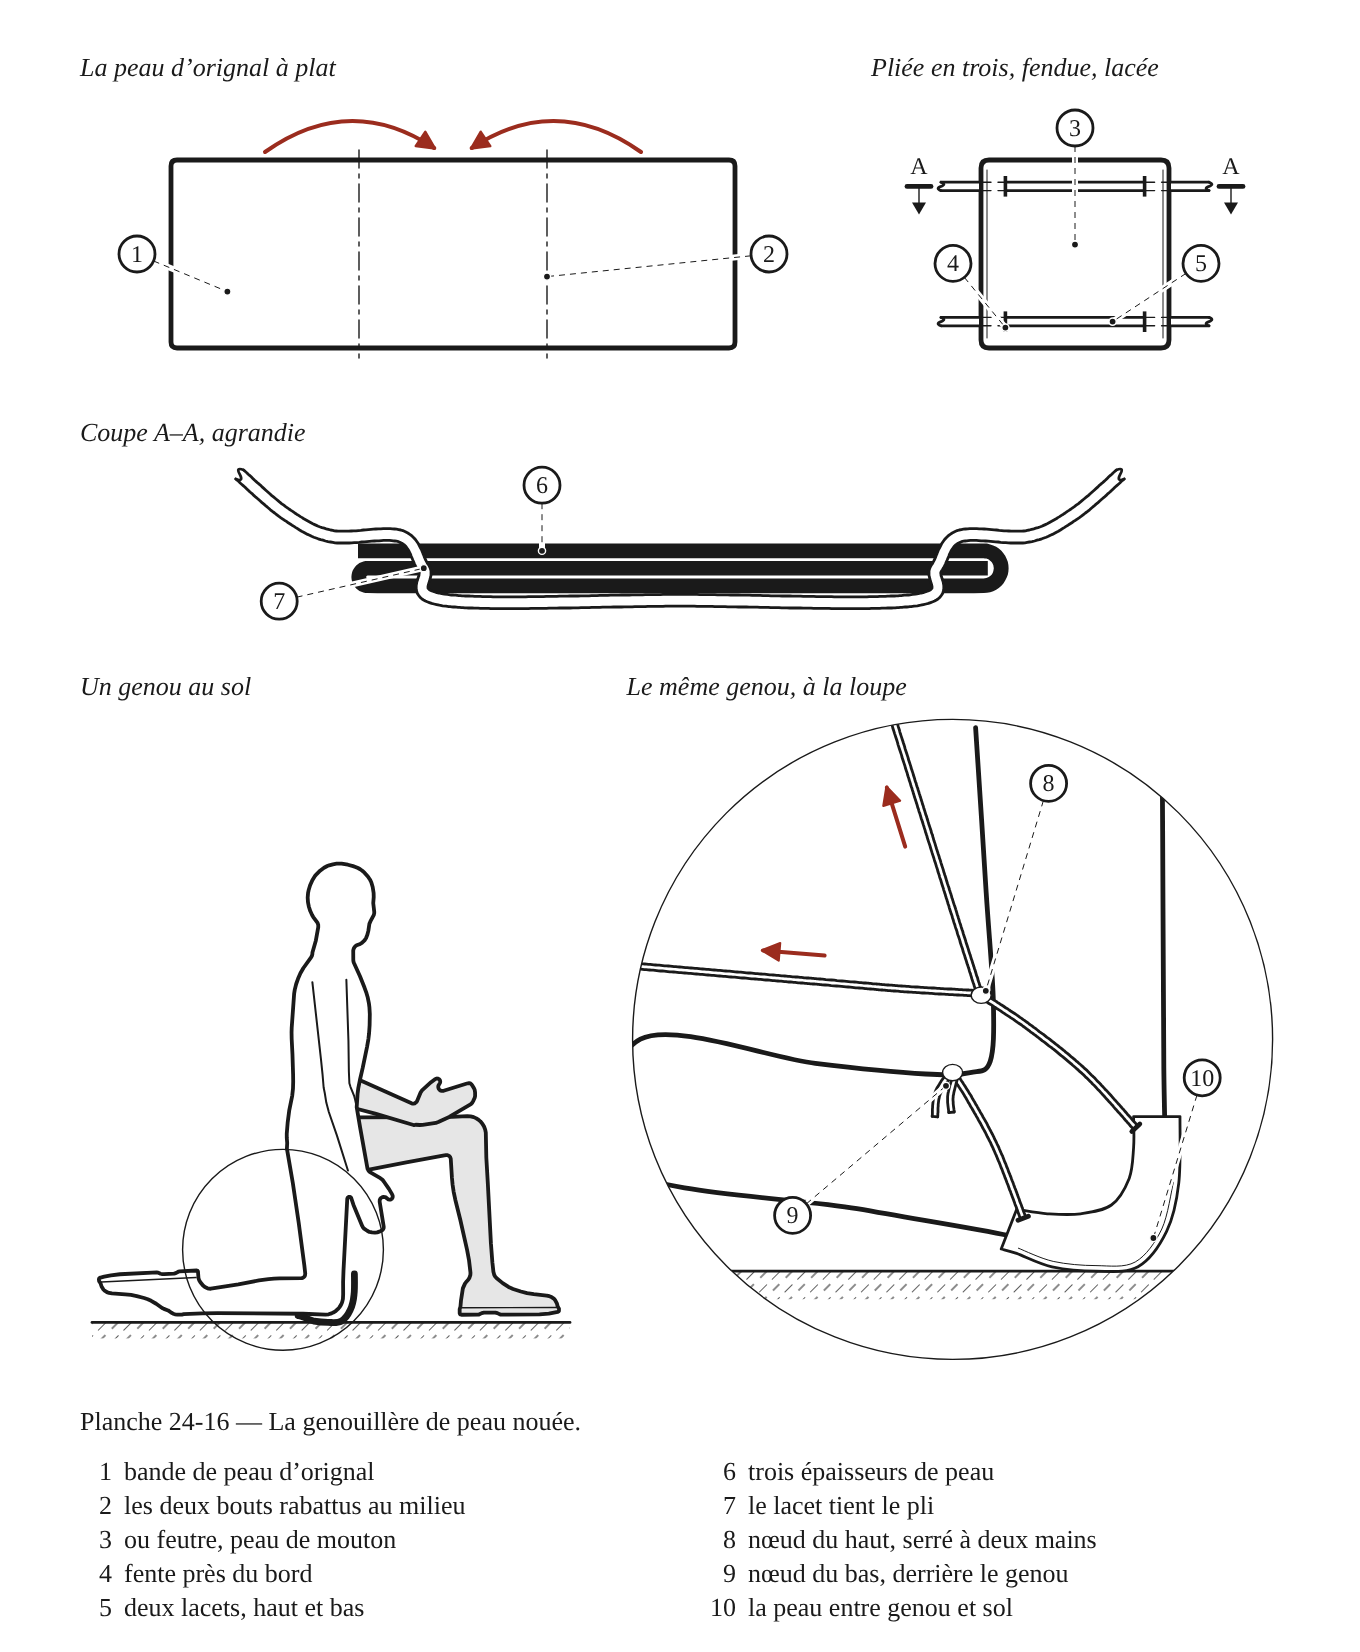 La peau d’orignal à plat
Pliée en trois, fendue, lacée
3
A
A
1
2
4
5
Coupe A–A, agrandie
6
7
Un genou au sol
Le même genou, à la loupe
8
10
9
Planche 24-16 — La genouillère de peau nouée.
1 bande de peau d’orignal
2 les deux bouts rabattus au milieu
3 ou feutre, peau de mouton
4 fente près du bord
5 deux lacets, haut et bas
6 trois épaisseurs de peau
7 le lacet tient le pli
8 nœud du haut, serré à deux mains
9 nœud du bas, derrière le genou
10 la peau entre genou et sol